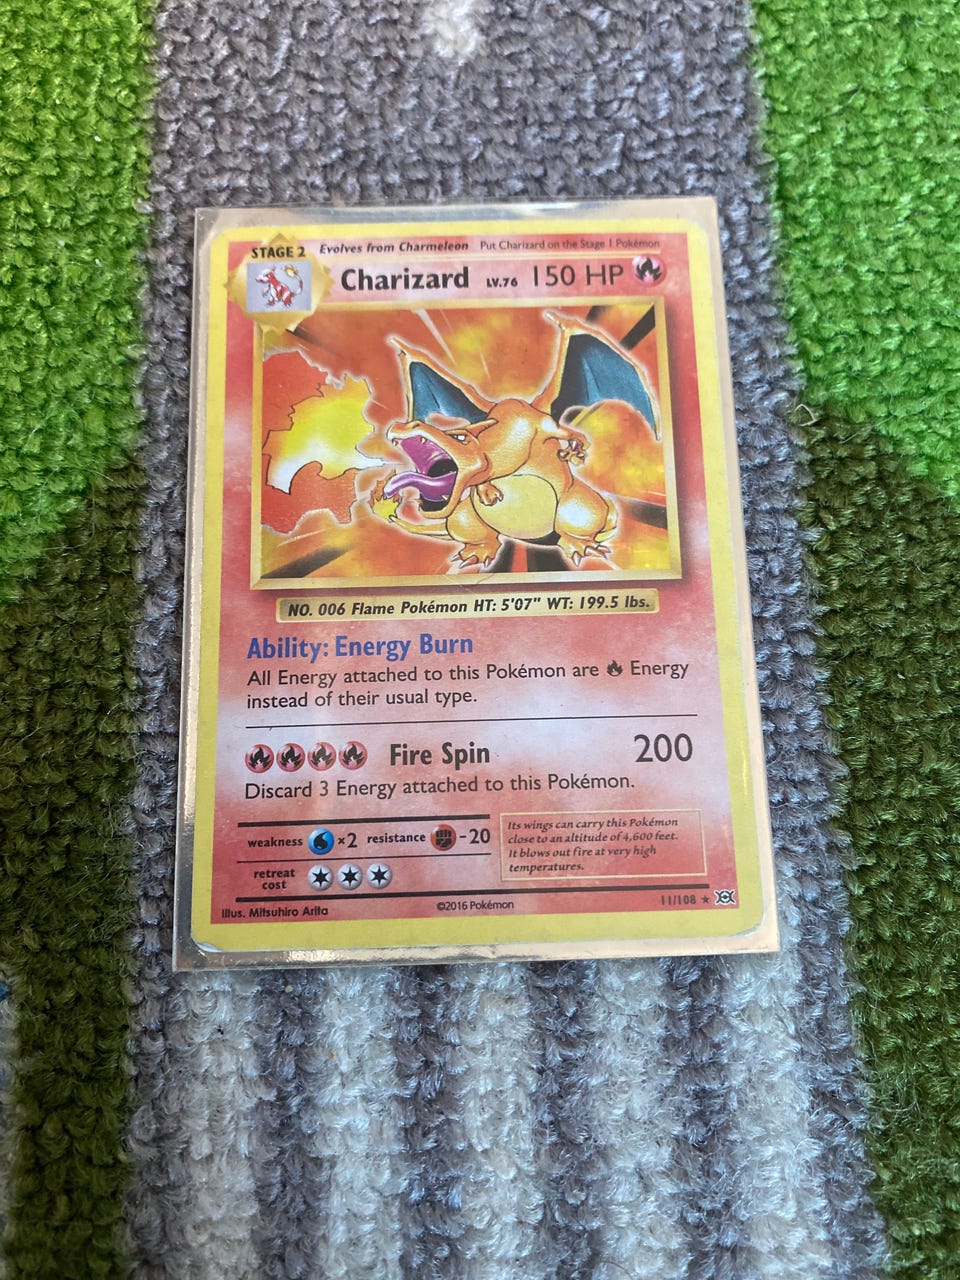 STAGE 2
Evolves from Charmeleon Put Charizard on the Stage 1 Pokémon
Charizard LV.76 150 HP
NO. 006 Flame Pokémon HT: 5'07" WT: 199.5 lbs.
Ability: Energy Burn
All Energy attached to this Pokémon are Energy
instead of their usual type.
Fire Spin 200
Discard 3 Energy attached to this Pokémon.
weakness ×2 resistance -20
retreat
cost
Its wings can carry this Pokémon
close to an altitude of 4,600 feet.
It blows out fire at very high
temperatures.
Illus. Mitsuhiro Arita ©2016 Pokémon 11/108 ★